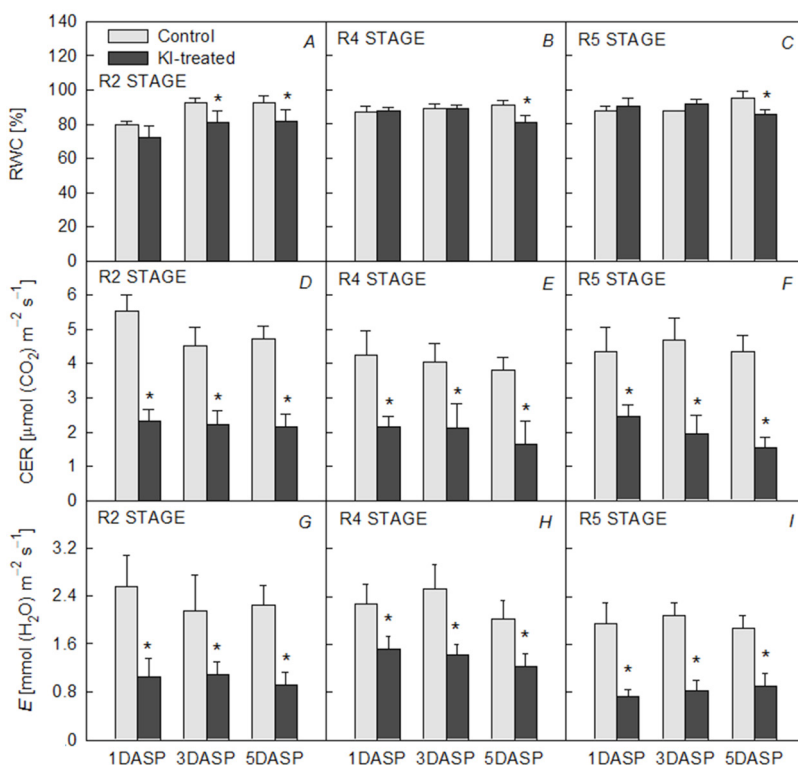 Control
KI-treated
A
R2 STAGE
R4 STAGE
B
R5 STAGE
C
RWC [%]
140
120
100
80
60
40
20
0
* *
*
*
R2 STAGE
D
R4 STAGE
E
R5 STAGE
F
CER [µmol (CO₂) m⁻² s⁻¹]
6
5
4
3
2
1
0
* * *
* * *
* * *
R2 STAGE
G
R4 STAGE
H
R5 STAGE
I
E [mmol (H₂O) m⁻² s⁻¹]
3.2
2.4
1.6
0.8
.0
* * *
* * *
* * *
1DASP 3DASP 5DASP
1DASP 3DASP 5DASP
1DASP 3DASP 5DASP